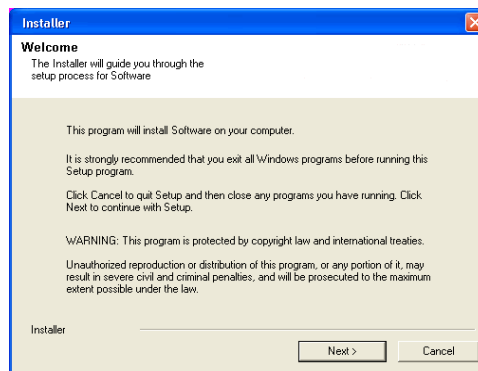 Installer
Welcome
The Installer will guide you through the
setup process for Software
This program will install Software on your computer.
It is strongly recommended that you exit all Windows programs before running this
Setup program.
Click Cancel to quit Setup and then close any programs you have running. Click
Next to continue with Setup.
WARNING: This program is protected by copyright law and international treaties.
Unauthorized reproduction or distribution of this program, or any portion of it, may
result in severe civil and criminal penalties, and will be prosecuted to the maximum
extent possible under the law.
Installer
Next >
Cancel